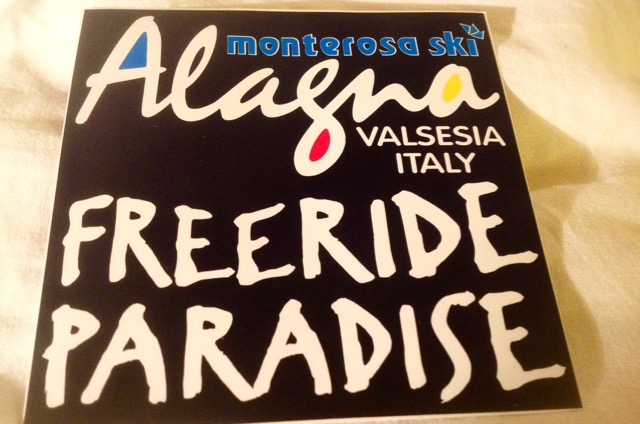 monterosa ski
Alagna
VALSESIA
ITALY
FREERIDE
PARADISE